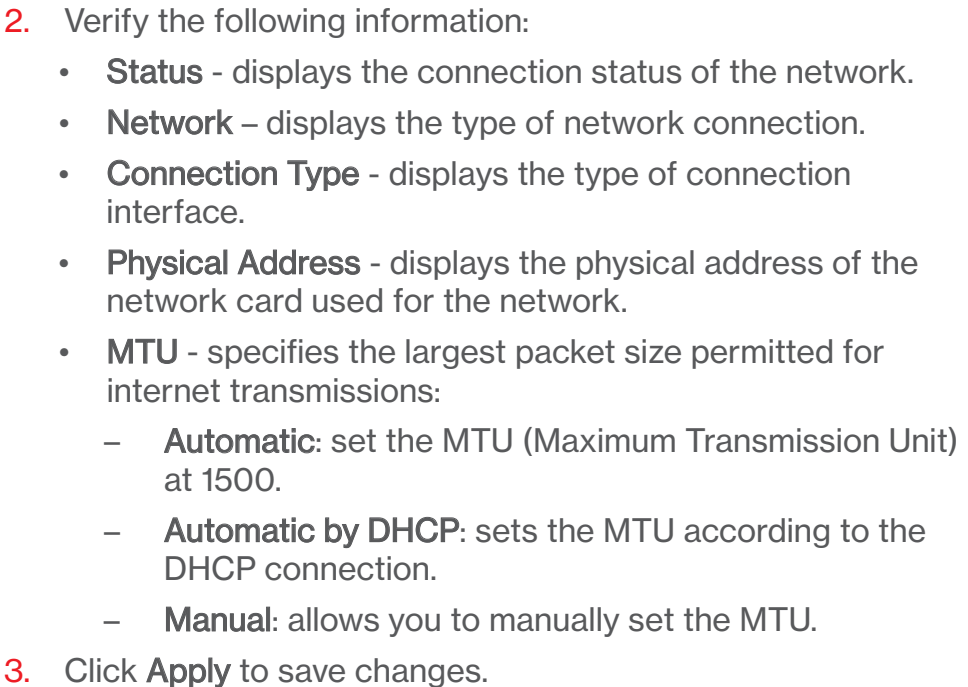 2. Verify the following information:
• Status - displays the connection status of the network.
• Network – displays the type of network connection.
• Connection Type - displays the type of connection
interface.
• Physical Address - displays the physical address of the
network card used for the network.
• MTU - specifies the largest packet size permitted for
internet transmissions:
– Automatic: set the MTU (Maximum Transmission Unit)
at 1500.
– Automatic by DHCP: sets the MTU according to the
DHCP connection.
– Manual: allows you to manually set the MTU.
3. Click Apply to save changes.